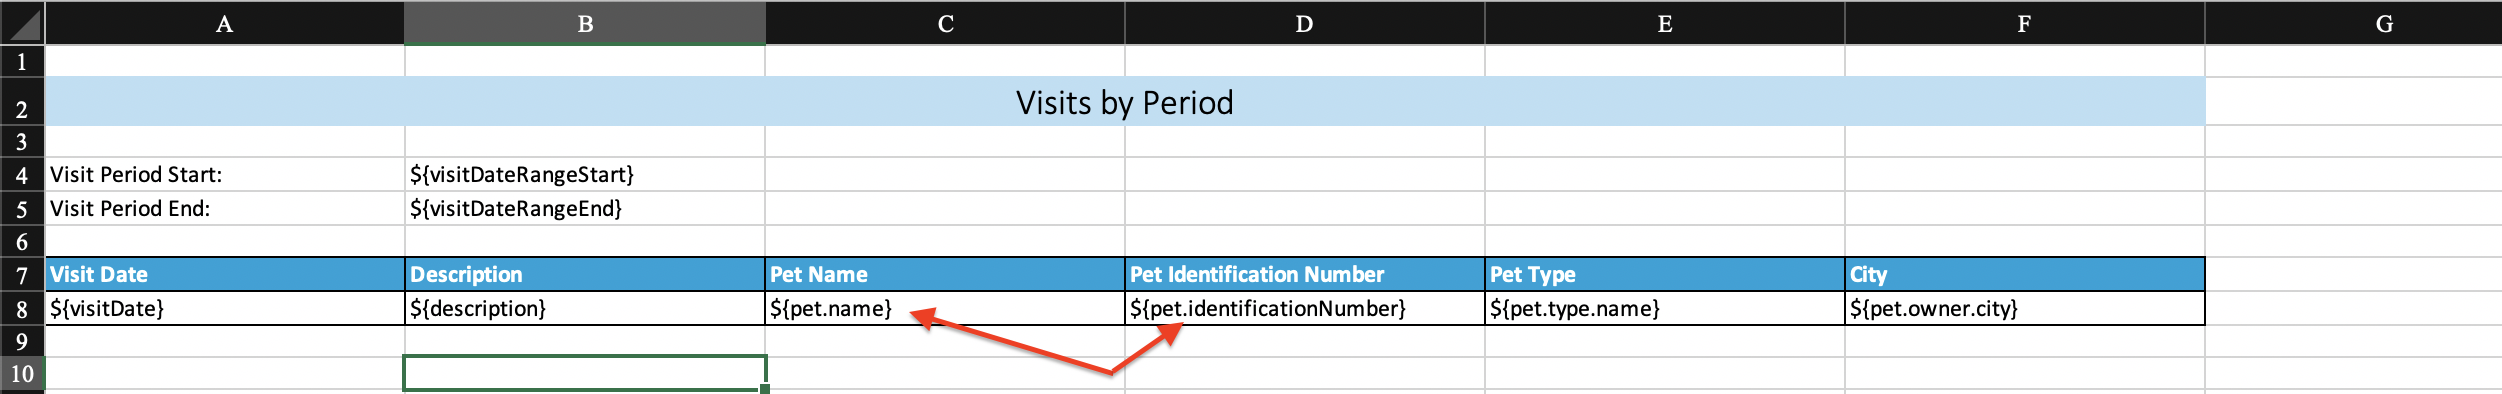 A B C D E F G
1
2 Visits by Period
3
4 Visit Period Start: ${visitDateRangeStart}
5 Visit Period End: ${visitDateRangeEnd}
6
7 Visit Date Description Pet Name Pet Identification Number Pet Type City
8 ${visitDate} ${description} ${pet.name} ${pet.identificationNumber} ${pet.type.name} ${pet.owner.city}
9
10